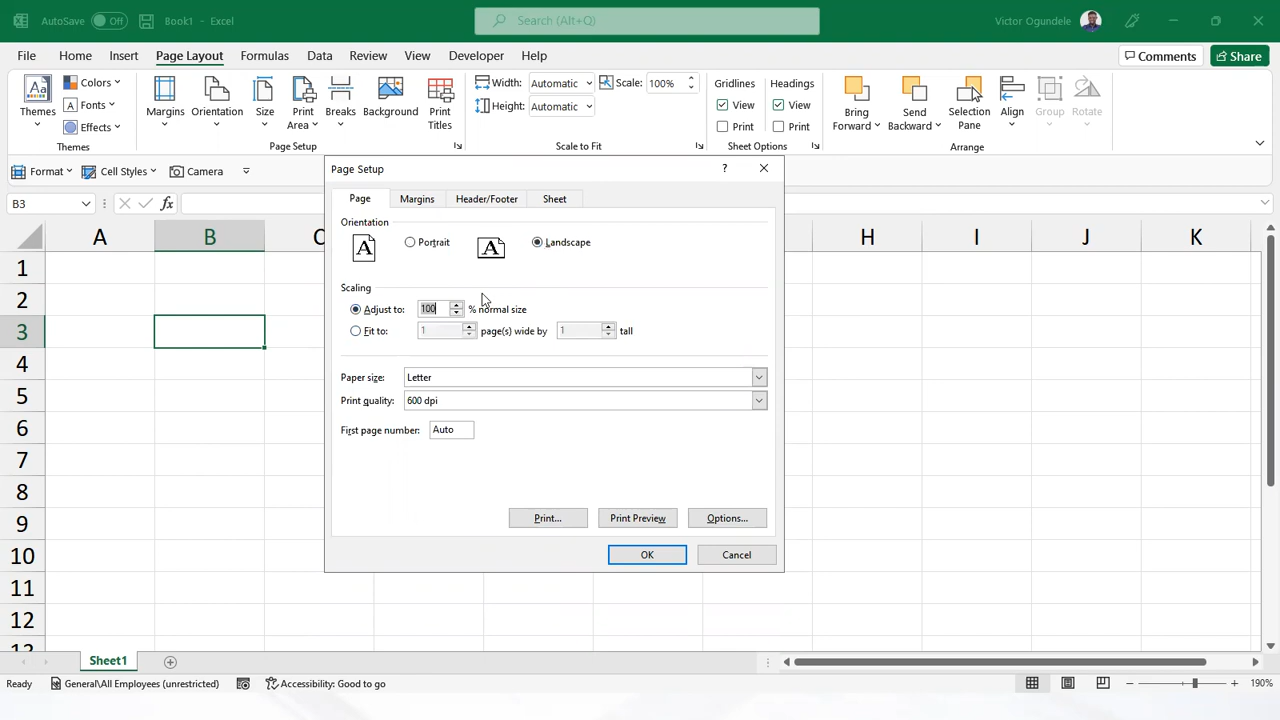 AutoSave Off Book1 - Excel Search (Alt+Q) Victor Ogundele
File Home Insert Page Layout Formulas Data Review View Developer Help Comments Share
Themes Colors Fonts Effects Themes
Margins Orientation Size Print Area Breaks Background Print Titles Page Setup
Width: Automatic Height: Automatic Scale: 100% Scale to Fit
Gridlines View Print Headings View Print Sheet Options
Bring Forward Send Backward Selection Pane Align Group Rotate Arrange
Format Cell Styles Camera
B3 fx
A B C H I J K
1
2
3
4
5
6
7
8
9
10
11
12
13
Page Setup ?
Page Margins Header/Footer Sheet
Orientation
A Portrait A Landscape
Scaling
Adjust to: 100 % normal size
Fit to: 1 page(s) wide by 1 tall
Paper size: Letter
Print quality: 600 dpi
First page number: Auto
Print... Print Preview Options...
OK Cancel
Sheet1
Ready General\All Employees (unrestricted) Accessibility: Good to go 190%